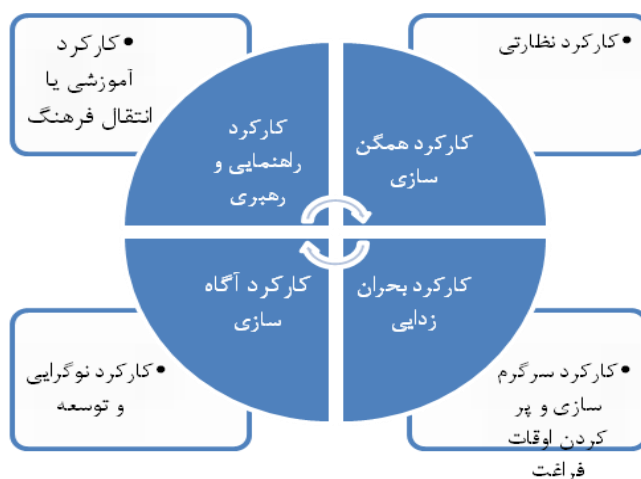 • کارکرد نظارتی
• کارکرد
آموزشی یا
انتقال فرهنگ
کارکرد همگن
سازی
کارکرد
راهنمایی و
رهبری
کارکرد بحران
زدایی
کارکرد آگاه
سازی
• کارکرد سرگرم
سازی و پر
کردن اوقات
فراغت
• کارکرد نوگرایی
و توسعه